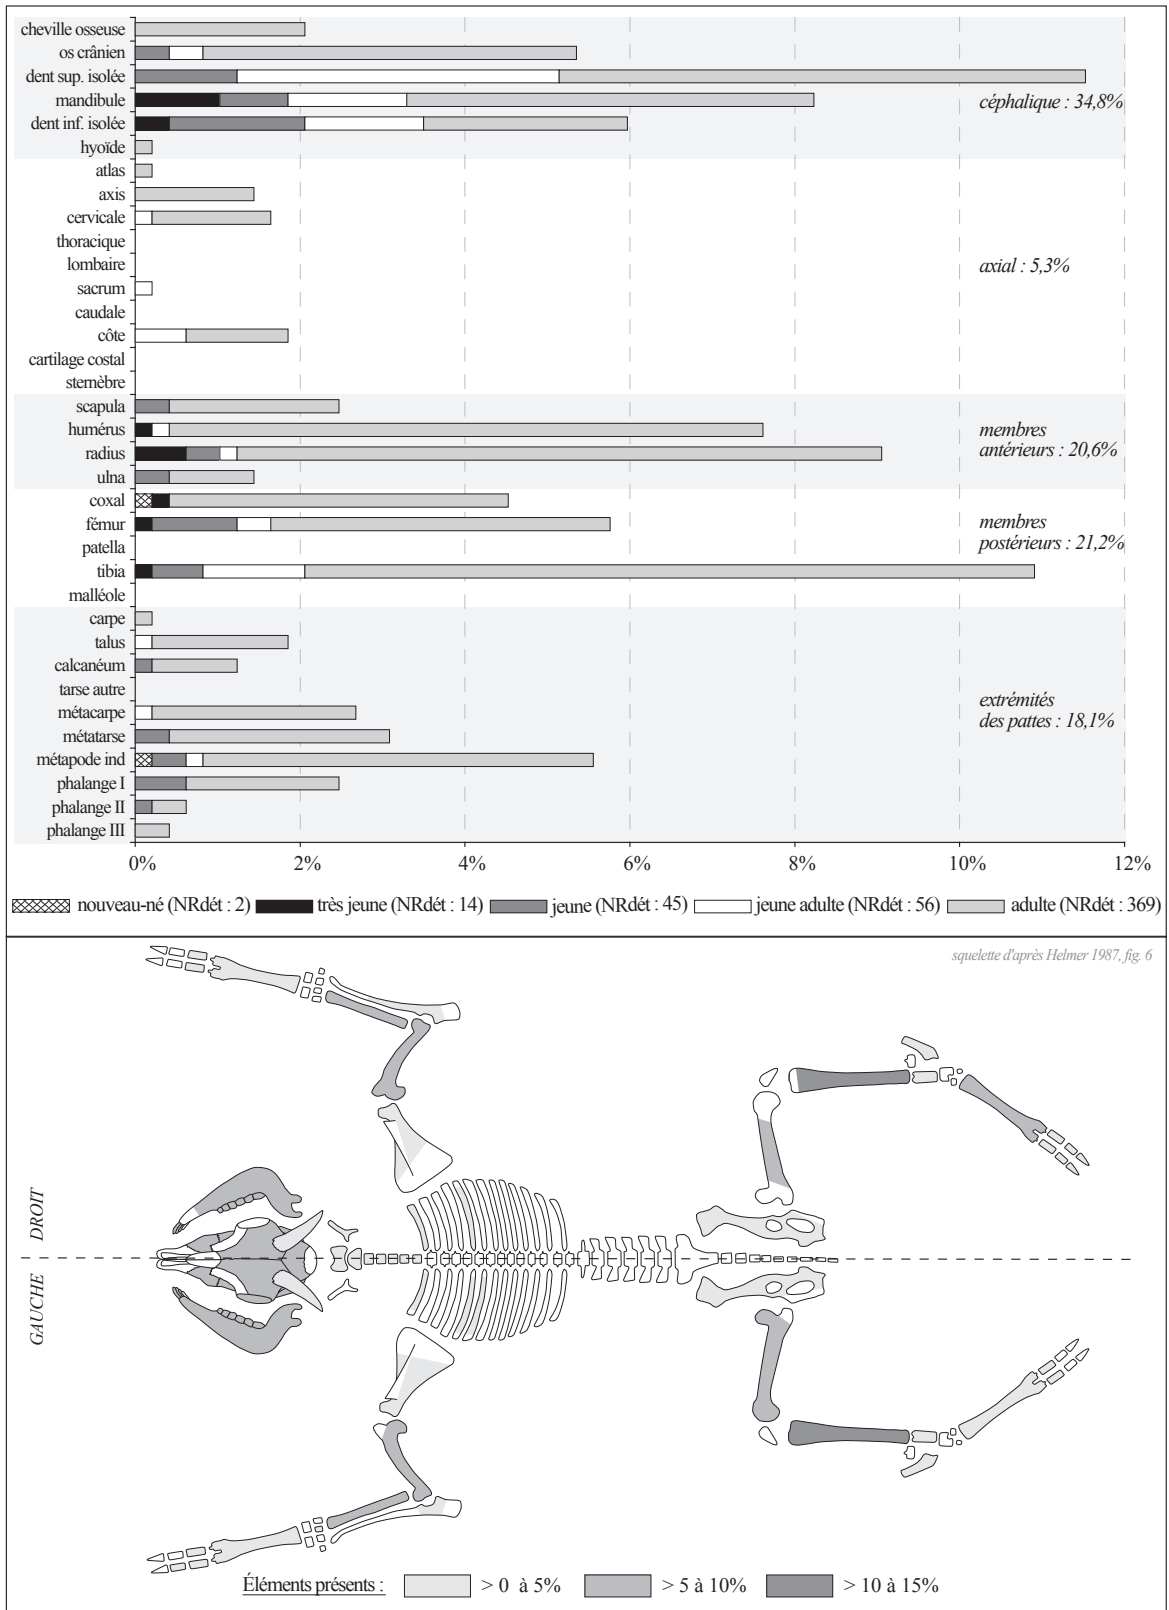 cheville osseuse
os crânien
dent sup. isolée
mandibule
céphalique : 34,8%
dent inf. isolée
hyoïde
atlas
axis
cervicale
thoracique
lombaire
axial : 5,3%
sacrum
caudale
côte
cartilage costal
sternèbre
scapula
humérus
membres
antérieurs : 20,6%
radius
ulna
coxal
fémur
membres
postérieurs : 21,2%
patella
tibia
malléole
carpe
talus
calcanéum
tarse autre
extrémités
des pattes : 18,1%
métacarpe
métatarse
métapode ind
phalange I
phalange II
phalange III
0% 2% 4% 6% 8% 10% 12%
nouveau-né (NRdét : 2) très jeune (NRdét : 14) jeune (NRdét : 45) jeune adulte (NRdét : 56) adulte (NRdét : 369)
squelette d'après Helmer 1987, fig. 6
DROIT
GAUCHE
Éléments présents : > 0 à 5% > 5 à 10% > 10 à 15%